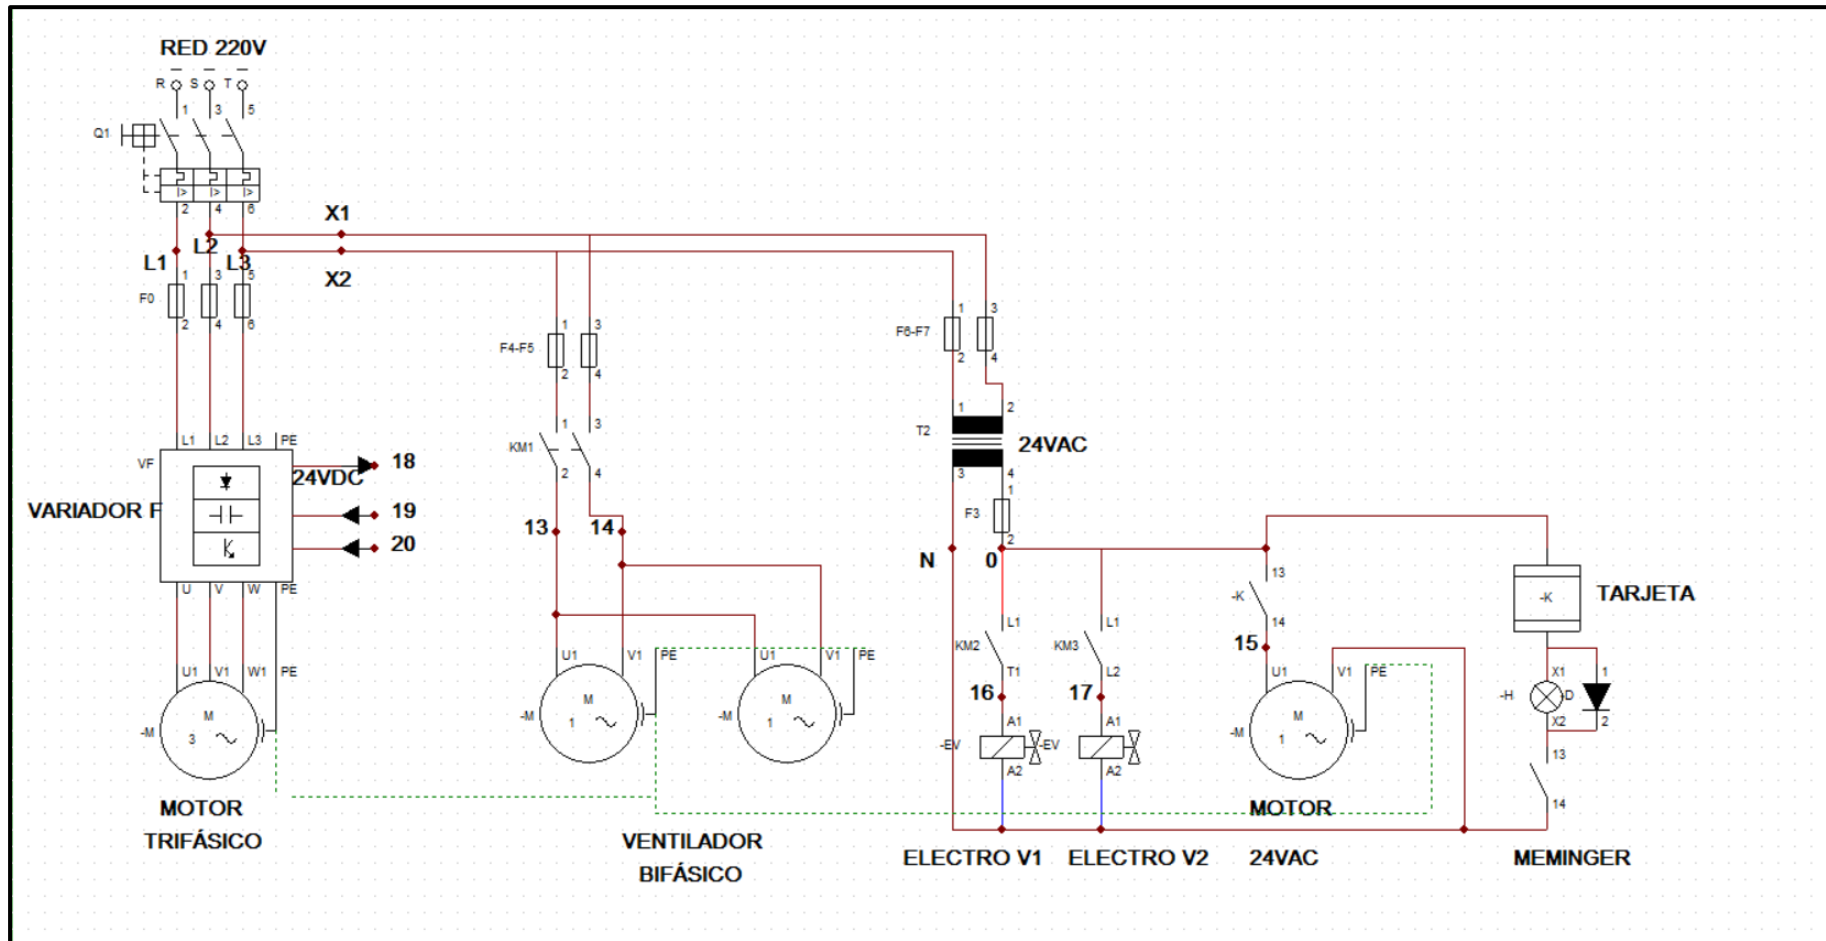 RED 220V
R S T
1 3 5
Q1
I> I> I>
2 4 6
X1
L1 L2 L3
X2
1 3 5
F0
2 4 6
1 3
F4-F5
2 4
1 3
F6-F7
2 4
1 3
KM1
2 4
1 2
T2
24VAC
3 4
L1 L2 L3 PE
VF
24VDC
18
VARIADOR F
19
20
U V W PE
13 14
1
F3
2
N 0
13
-K
14
-K
TARJETA
L1
KM2
T1
L1
KM3
L2
15
16 17
U1 V1 W1 PE
-M
M
3
U1 V1 PE
-M
M
1
U1 V1 PE
-M
M
1
A1
-EV
A2
A1
-EV
A2
U1 V1 PE
-M
M
1
X1 1
-H -D
X2 2
13
14
MOTOR
TRIFÁSICO
VENTILADOR
BIFÁSICO
ELECTRO V1
ELECTRO V2
MOTOR
24VAC
MEMINGER